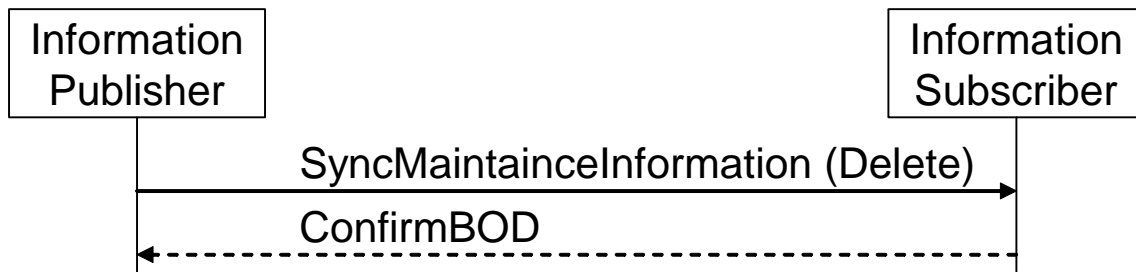 Information
Publisher
Information
Subscriber
SyncMaintainceInformation (Delete)
ConfirmBOD